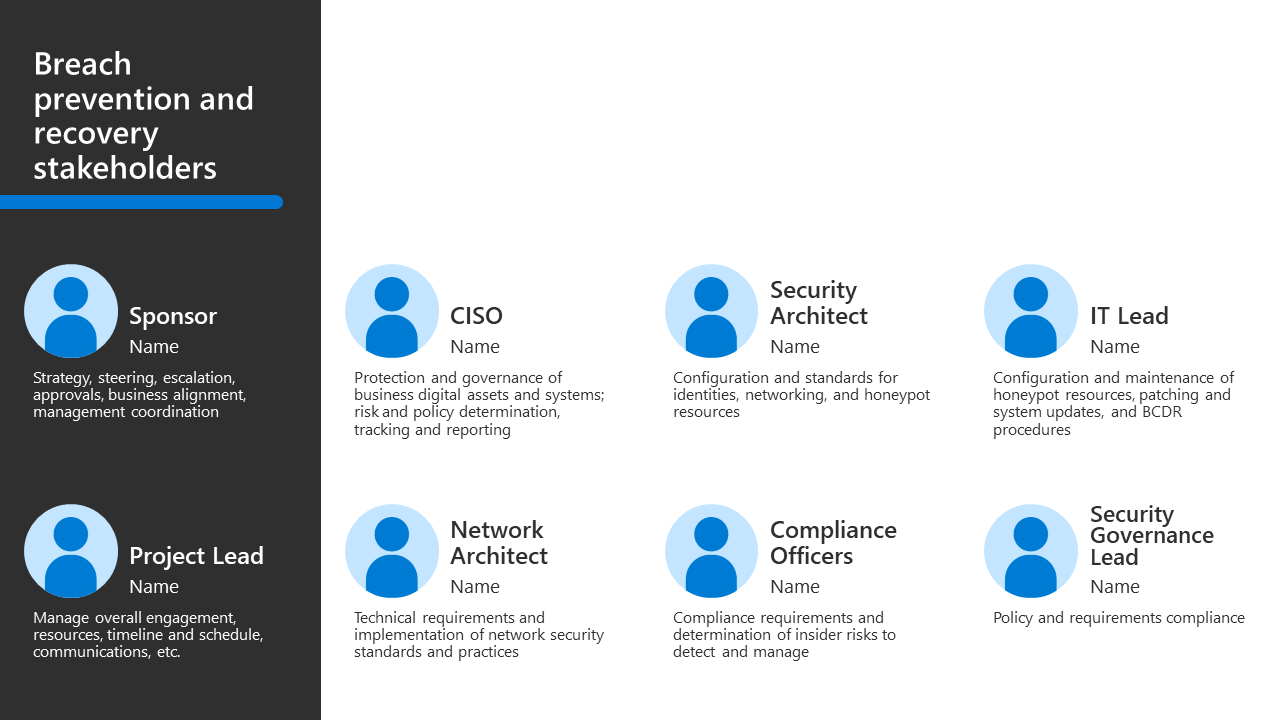 Breach
prevention and
recovery
stakeholders
Sponsor
Name
Strategy, steering, escalation,
approvals, business alignment,
management coordination
CISO
Name
Protection and governance of
business digital assets and systems;
risk and policy determination,
tracking and reporting
Security
Architect
Name
Configuration and standards for
identities, networking, and honeypot
resources
IT Lead
Name
Configuration and maintenance of
honeypot resources, patching and
system updates, and BCDR
procedures
Project Lead
Name
Manage overall engagement,
resources, timeline and schedule,
communications, etc.
Network
Architect
Name
Technical requirements and
implementation of network security
standards and practices
Compliance
Officers
Name
Compliance requirements and
determination of insider risks to
detect and manage
Security
Governance
Lead
Name
Policy and requirements compliance